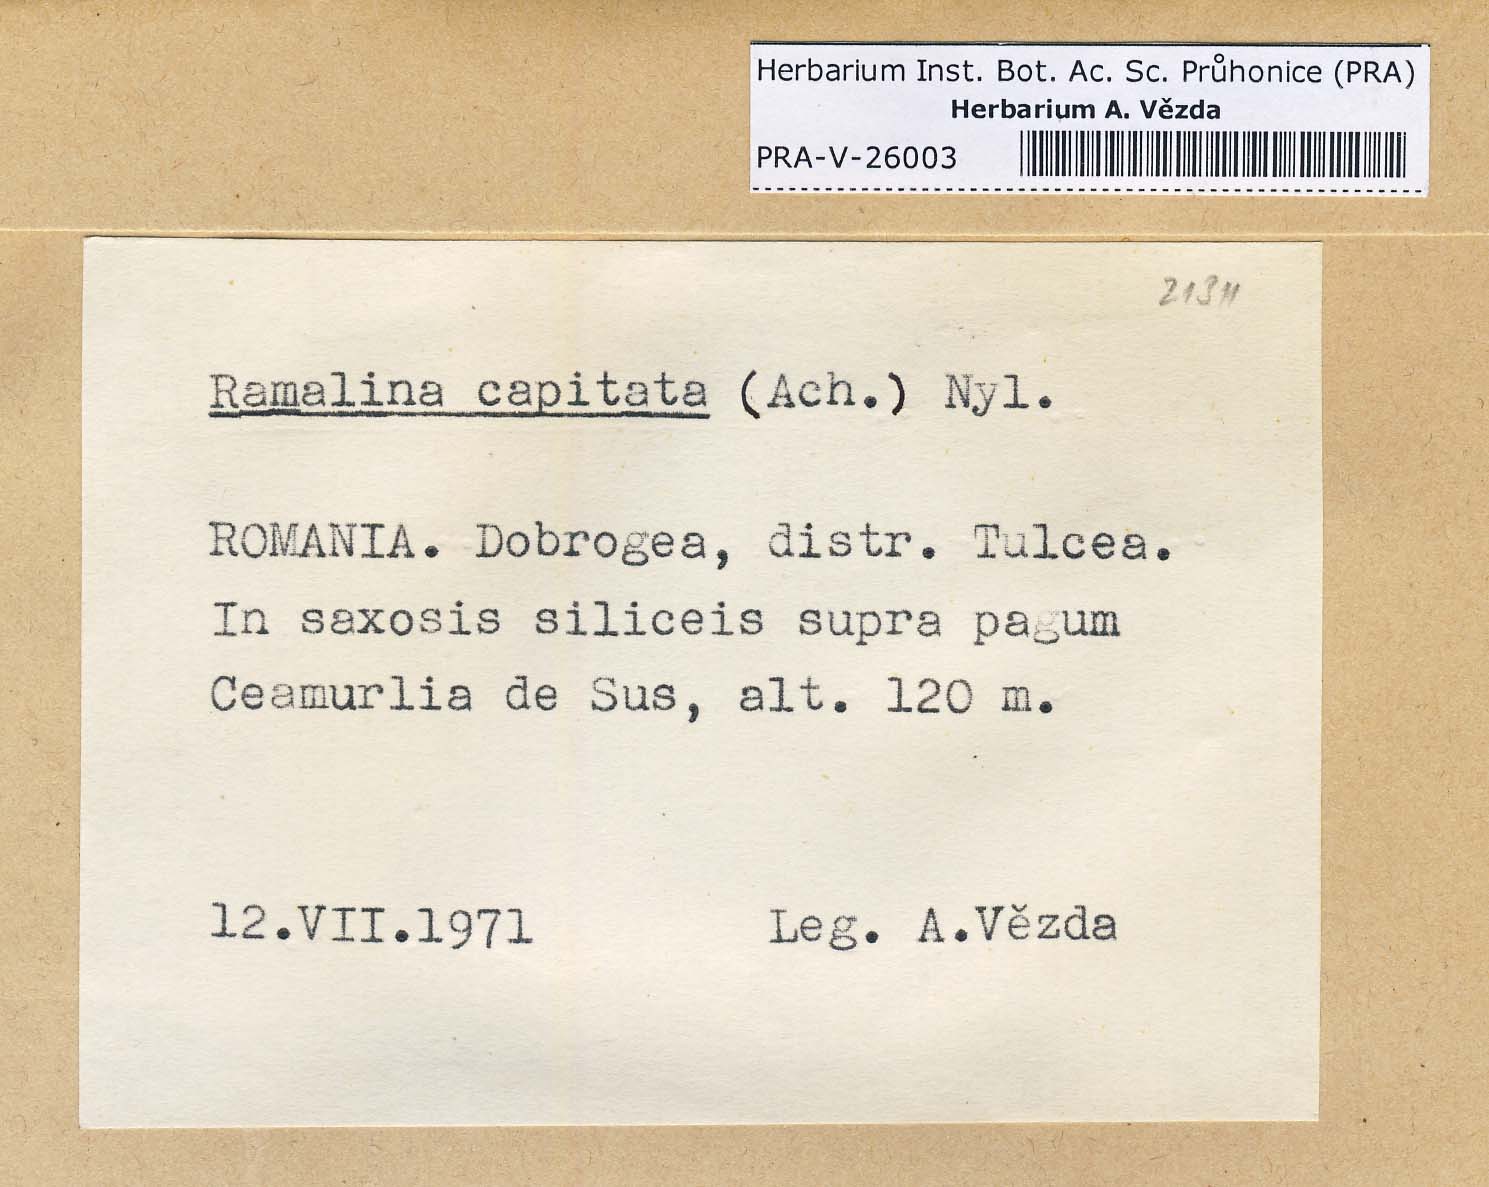 Herbarium Inst. Bot. Ac. Sc. Průhonice (PRA)
Herbarium A. Vězda
PRA-V-26003
Ramalina capitata (Ach.) Nyl.
ROMANIA. Dobrogea, distr. Tulcea.
In saxosis siliceis supra pagum
Ceamurlia de Sus, alt. 120 m.
12.VII.1971 Leg. A.Vězda